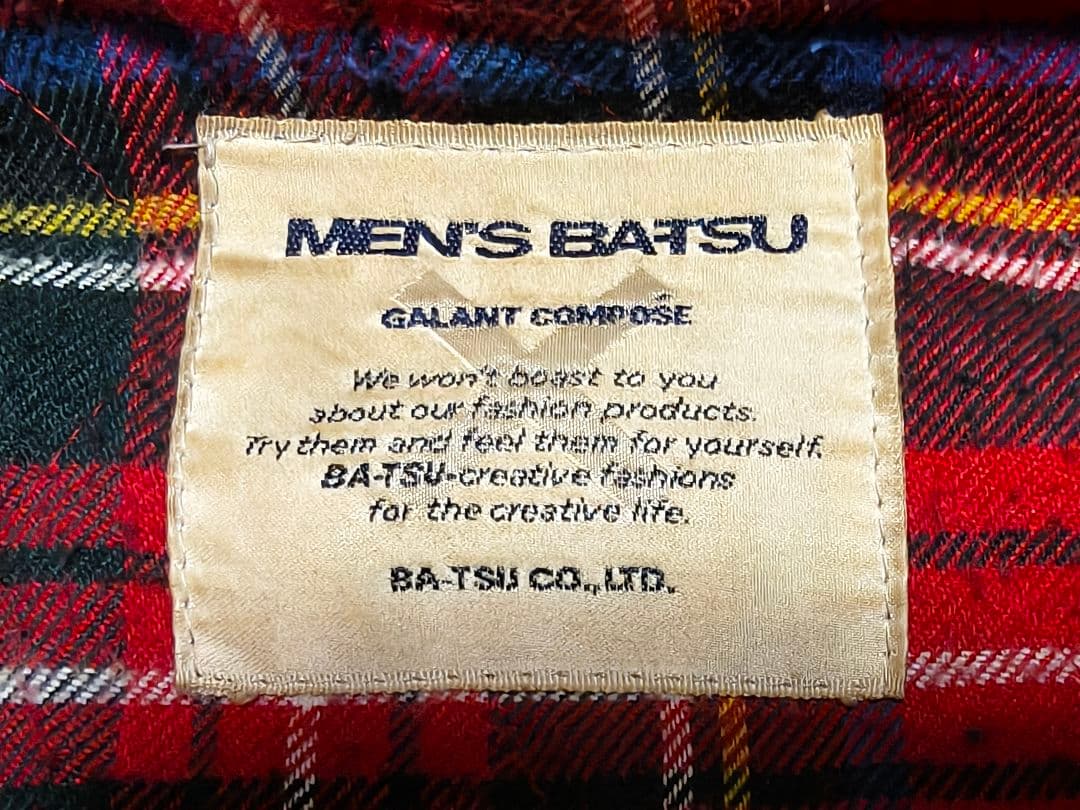 MEN'S BA-TSU
GALANT COMPOSÉ
We won't boast to you
about our fashion products.
Try them and feel them for yourself.
BA-TSU-creative fashions
for the creative life.
BA-TSU CO.,LTD.